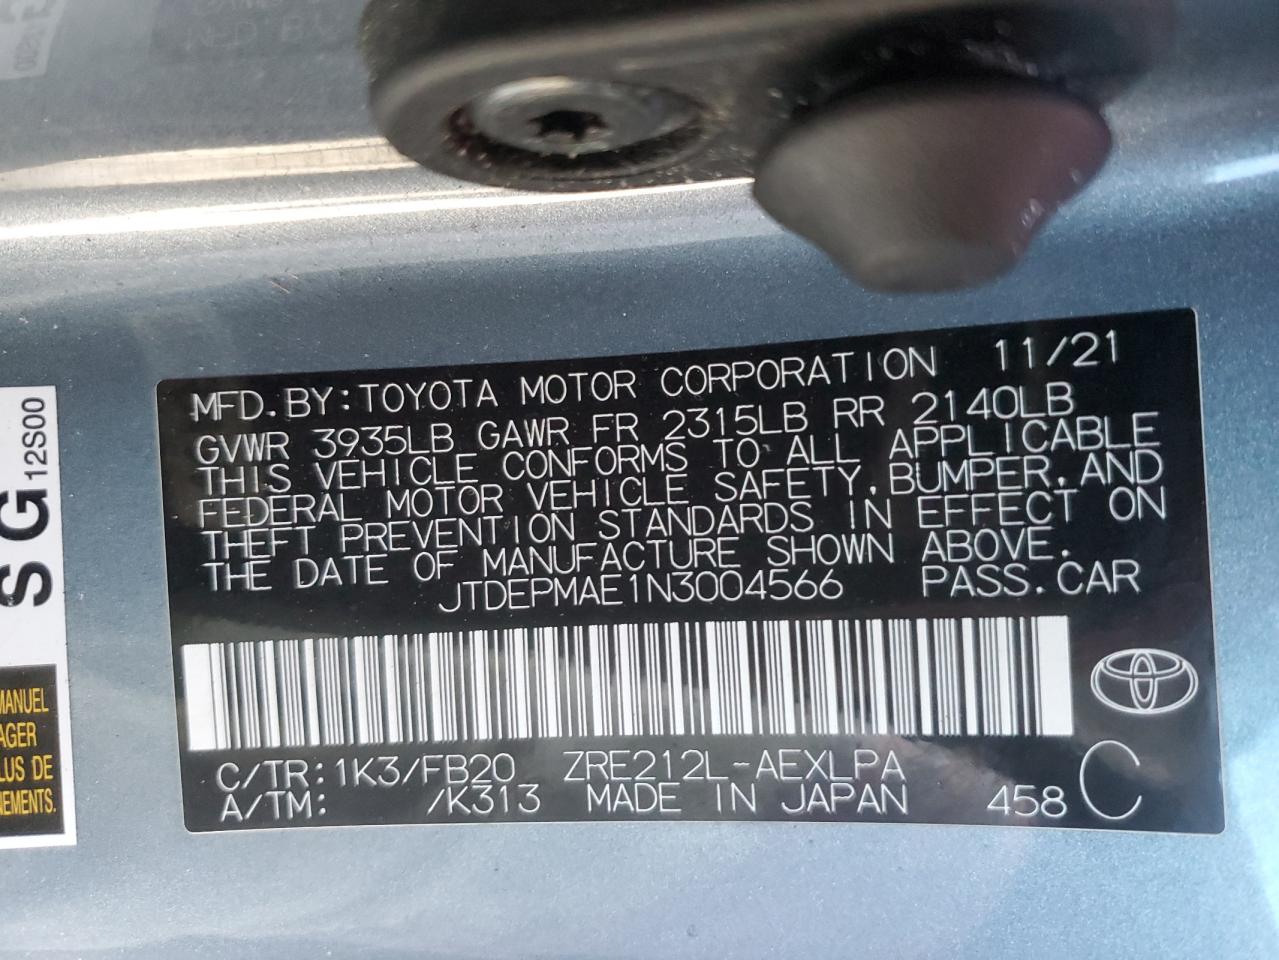 MFD. BY: TOYOTA MOTOR CORPORATION 11/21
GVWR 3935LB GAWR FR 2315LB RR 2140LB
THIS VEHICLE CONFORMS TO ALL APPLICABLE
FEDERAL MOTOR VEHICLE SAFETY, BUMPER, AND
THEFT PREVENTION STANDARDS IN EFFECT ON
THE DATE OF MANUFACTURE SHOWN ABOVE.
JTDEPMAE1N3004566 PASS. CAR
C/TR: 1K3/FB20 ZRE212L-AEXLPA
A/TM: /K313 MADE IN JAPAN 458 C
SG 12S00
MANUEL
AGER
LUS DE
NEMENTS.